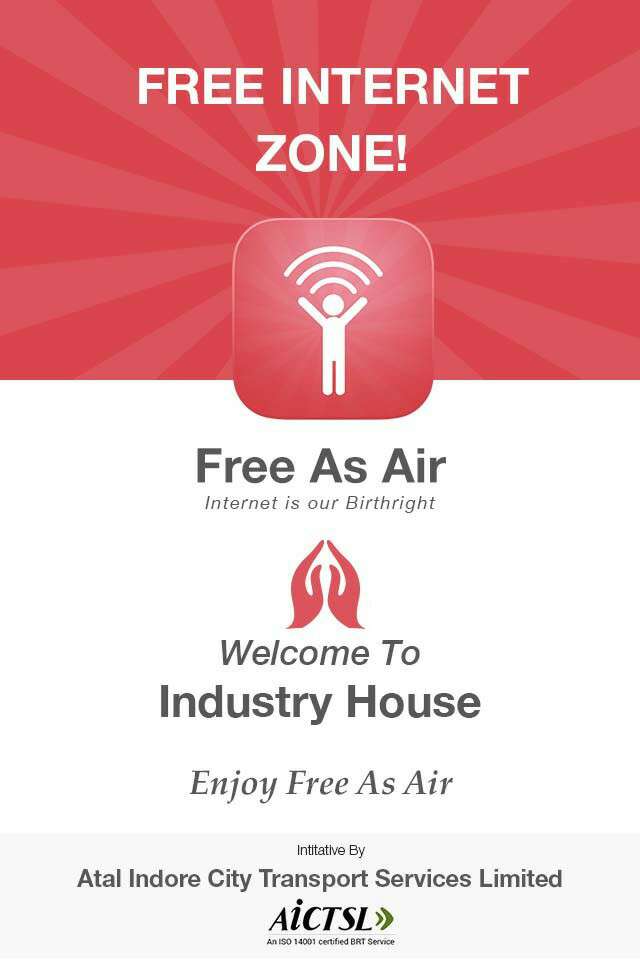 FREE INTERNET
ZONE!
Free As Air
Internet is our Birthright
Welcome To
Industry House
Enjoy Free As Air
Intitative By
Atal Indore City Transport Services Limited
AiCTSL
An ISO 14001 certified BRT Service